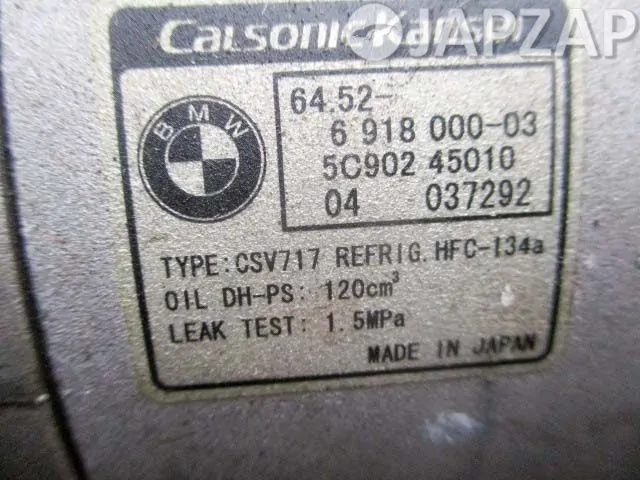 JAPZAP
CalsonicKansei
BMW
64.52-
6 918 000-03
5C902 45010
04 037292
TYPE:CSV717 REFRIG.HFC-134a
OIL DH-PS: 120cm³
LEAK TEST: 1.5MPa
MADE IN JAPAN